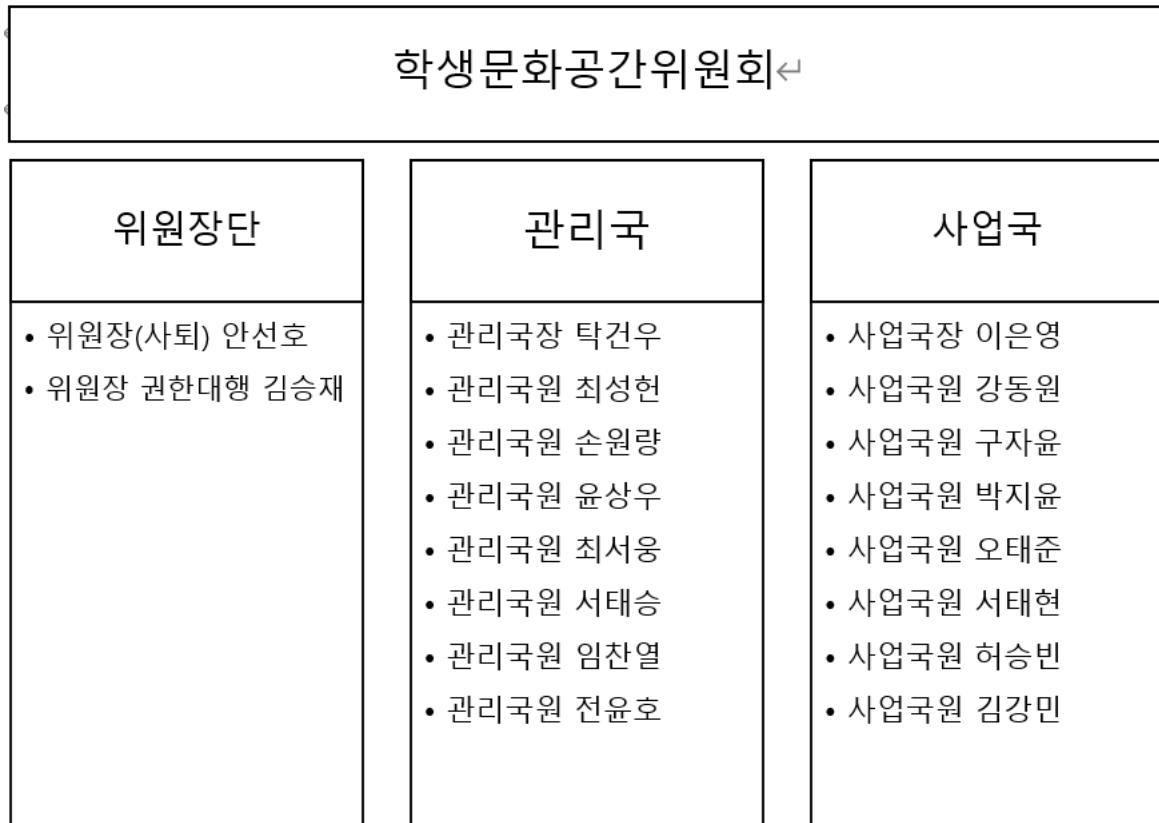 학생문화공간위원회
위원장단
• 위원장(사퇴) 안선호
• 위원장 권한대행 김승재
관리국
• 관리국장 탁건우
• 관리국원 최성헌
• 관리국원 손원량
• 관리국원 윤상우
• 관리국원 최서웅
• 관리국원 서태승
• 관리국원 임찬열
• 관리국원 전윤호
사업국
• 사업국장 이은영
• 사업국원 강동원
• 사업국원 구자윤
• 사업국원 박지윤
• 사업국원 오태준
• 사업국원 서태현
• 사업국원 허승빈
• 사업국원 김강민